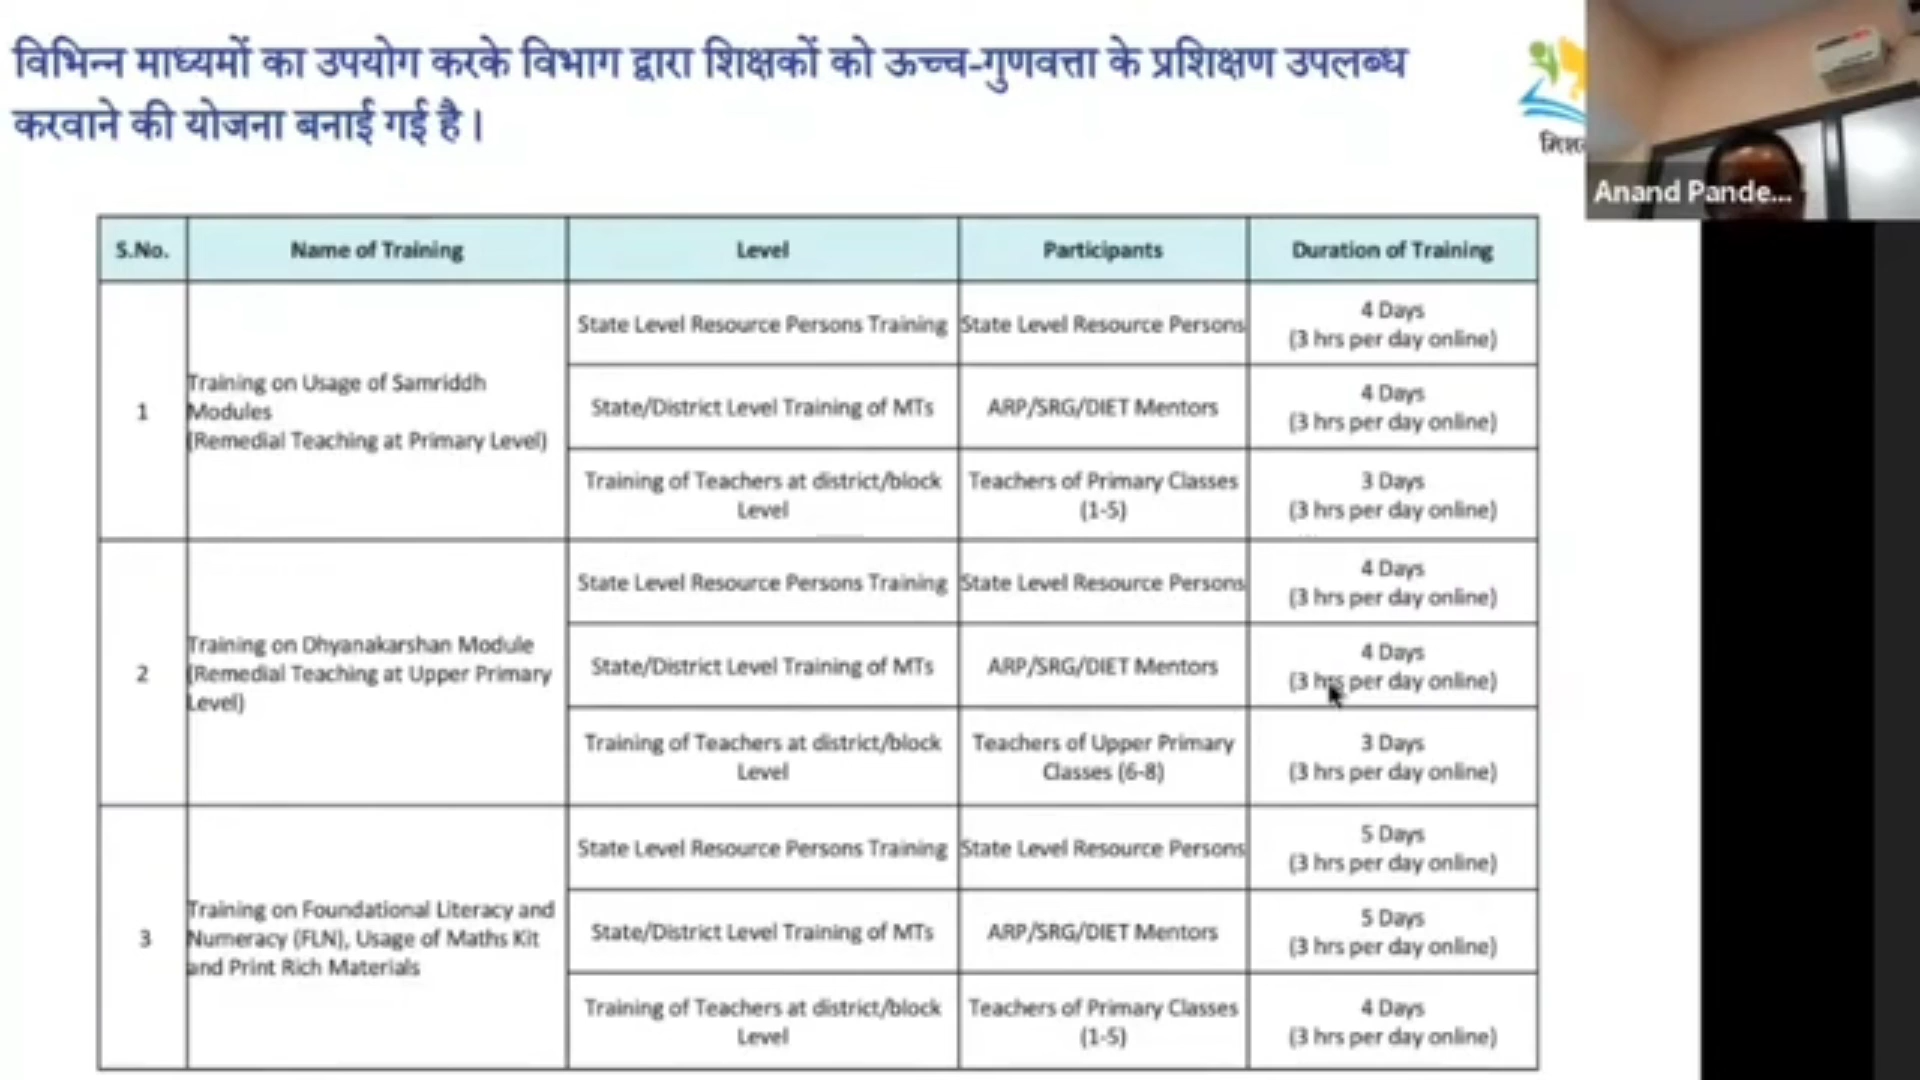 विभिन्न माध्यमों का उपयोग करके विभाग द्वारा शिक्षकों को ऊच्च-गुणवत्ता के प्रशिक्षण उपलब्ध
करवाने की योजना बनाई गई है।
Anand Pande...
S.No.
Name of Training
Level
Participants
Duration of Training
1
Training on Usage of Samriddh
Modules
(Remedial Teaching at Primary Level)
State Level Resource Persons Training
State Level Resource Persons
4 Days
(3 hrs per day online)
State/District Level Training of MTs
ARP/SRG/DIET Mentors
4 Days
(3 hrs per day online)
Training of Teachers at district/block
Level
Teachers of Primary Classes
(1-5)
3 Days
(3 hrs per day online)
2
Training on Dhyanakarshan Module
(Remedial Teaching at Upper Primary
Level)
State Level Resource Persons Training
State Level Resource Persons
4 Days
(3 hrs per day online)
State/District Level Training of MTs
ARP/SRG/DIET Mentors
4 Days
(3 hrs per day online)
Training of Teachers at district/block
Level
Teachers of Upper Primary
Classes (6-8)
3 Days
(3 hrs per day online)
3
Training on Foundational Literacy and
Numeracy (FLN), Usage of Maths Kit
and Print Rich Materials
State Level Resource Persons Training
State Level Resource Persons
5 Days
(3 hrs per day online)
State/District Level Training of MTs
ARP/SRG/DIET Mentors
5 Days
(3 hrs per day online)
Training of Teachers at district/block
Level
Teachers of Primary Classes
(1-5)
4 Days
(3 hrs per day online)